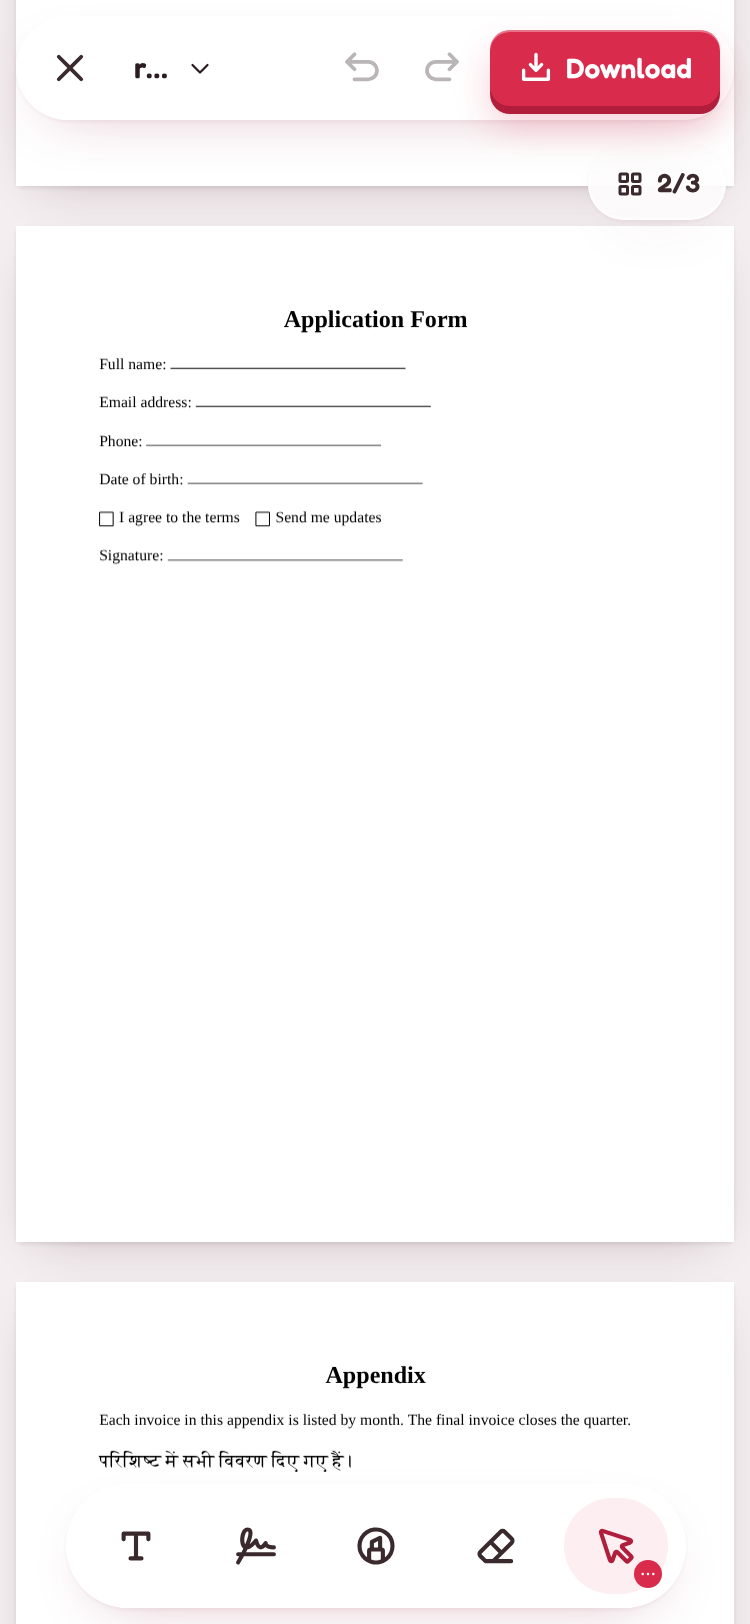 r...
Download
2/3
Application Form
Full name:
Email address:
Phone:
Date of birth:
I agree to the terms Send me updates
Signature:
Appendix
Each invoice in this appendix is listed by month. The final invoice closes the quarter.
परिशिष्ट में सभी विवरण दिए गए हैं।
T